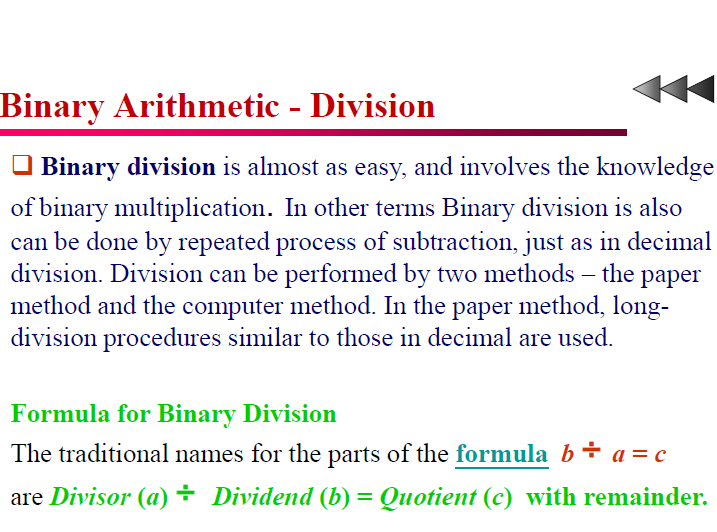 Binary Arithmetic - Division
❑ Binary division is almost as easy, and involves the knowledge
of binary multiplication. In other terms Binary division is also
can be done by repeated process of subtraction, just as in decimal
division. Division can be performed by two methods – the paper
method and the computer method. In the paper method, long-
division procedures similar to those in decimal are used.
Formula for Binary Division
The traditional names for the parts of the formula b ÷ a = c
are Divisor (a) ÷ Dividend (b) = Quotient (c) with remainder.